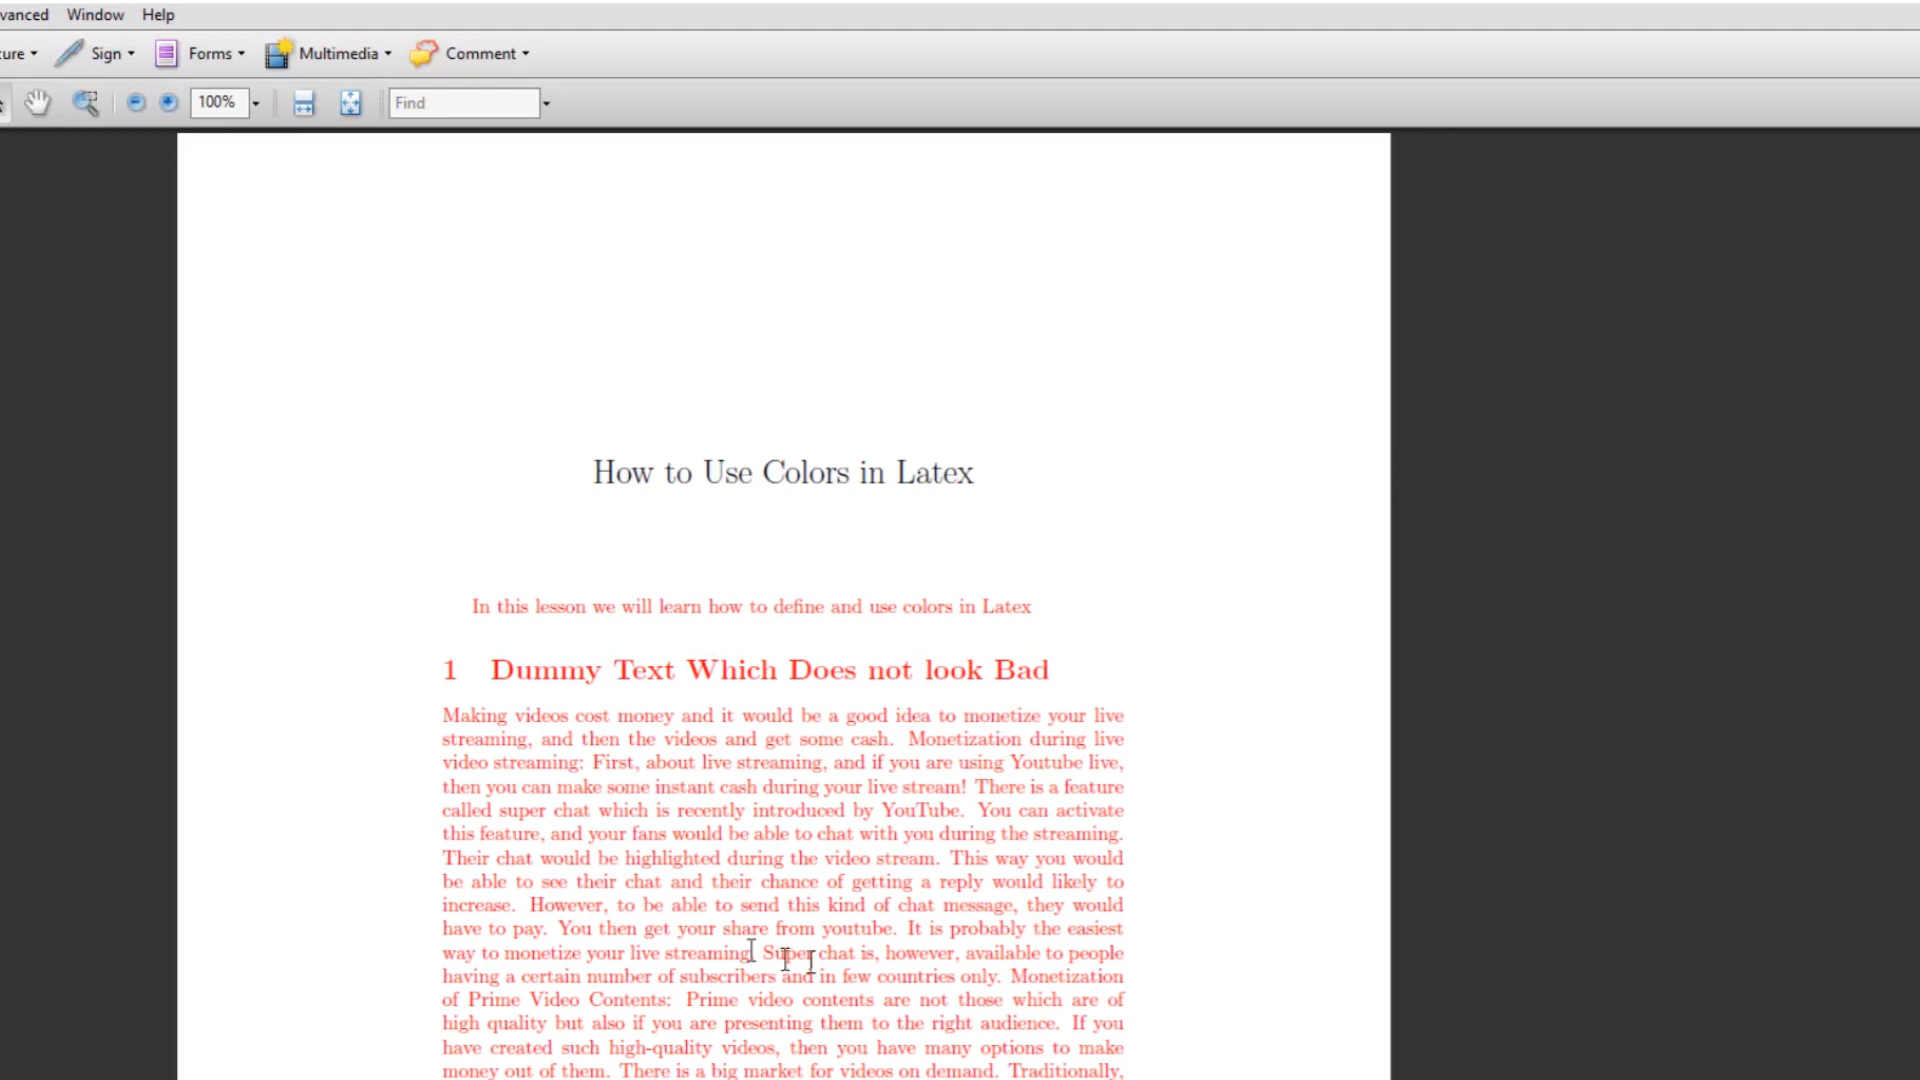 Window Help
Sign Forms Multimedia Comment
100% Find
How to Use Colors in Latex
In this lesson we will learn how to define and use colors in Latex
1 Dummy Text Which Does not look Bad
Making videos cost money and it would be a good idea to monetize your live
streaming, and then the videos and get some cash. Monetization during live
video streaming: First, about live streaming, and if you are using Youtube live,
then you can make some instant cash during your live stream! There is a feature
called super chat which is recently introduced by YouTube. You can activate
this feature, and your fans would be able to chat with you during the streaming.
Their chat would be highlighted during the video stream. This way you would
be able to see their chat and their chance of getting a reply would likely to
increase. However, to be able to send this kind of chat message, they would
have to pay. You then get your share from youtube. It is probably the easiest
way to monetize your live streaming. Super chat is, however, available to people
having a certain number of subscribers and in few countries only. Monetization
of Prime Video Contents: Prime video contents are not those which are of
high quality but also if you are presenting them to the right audience. If you
have created such high-quality videos, then you have many options to make
money out of them. There is a big market for videos on demand. Traditionally,